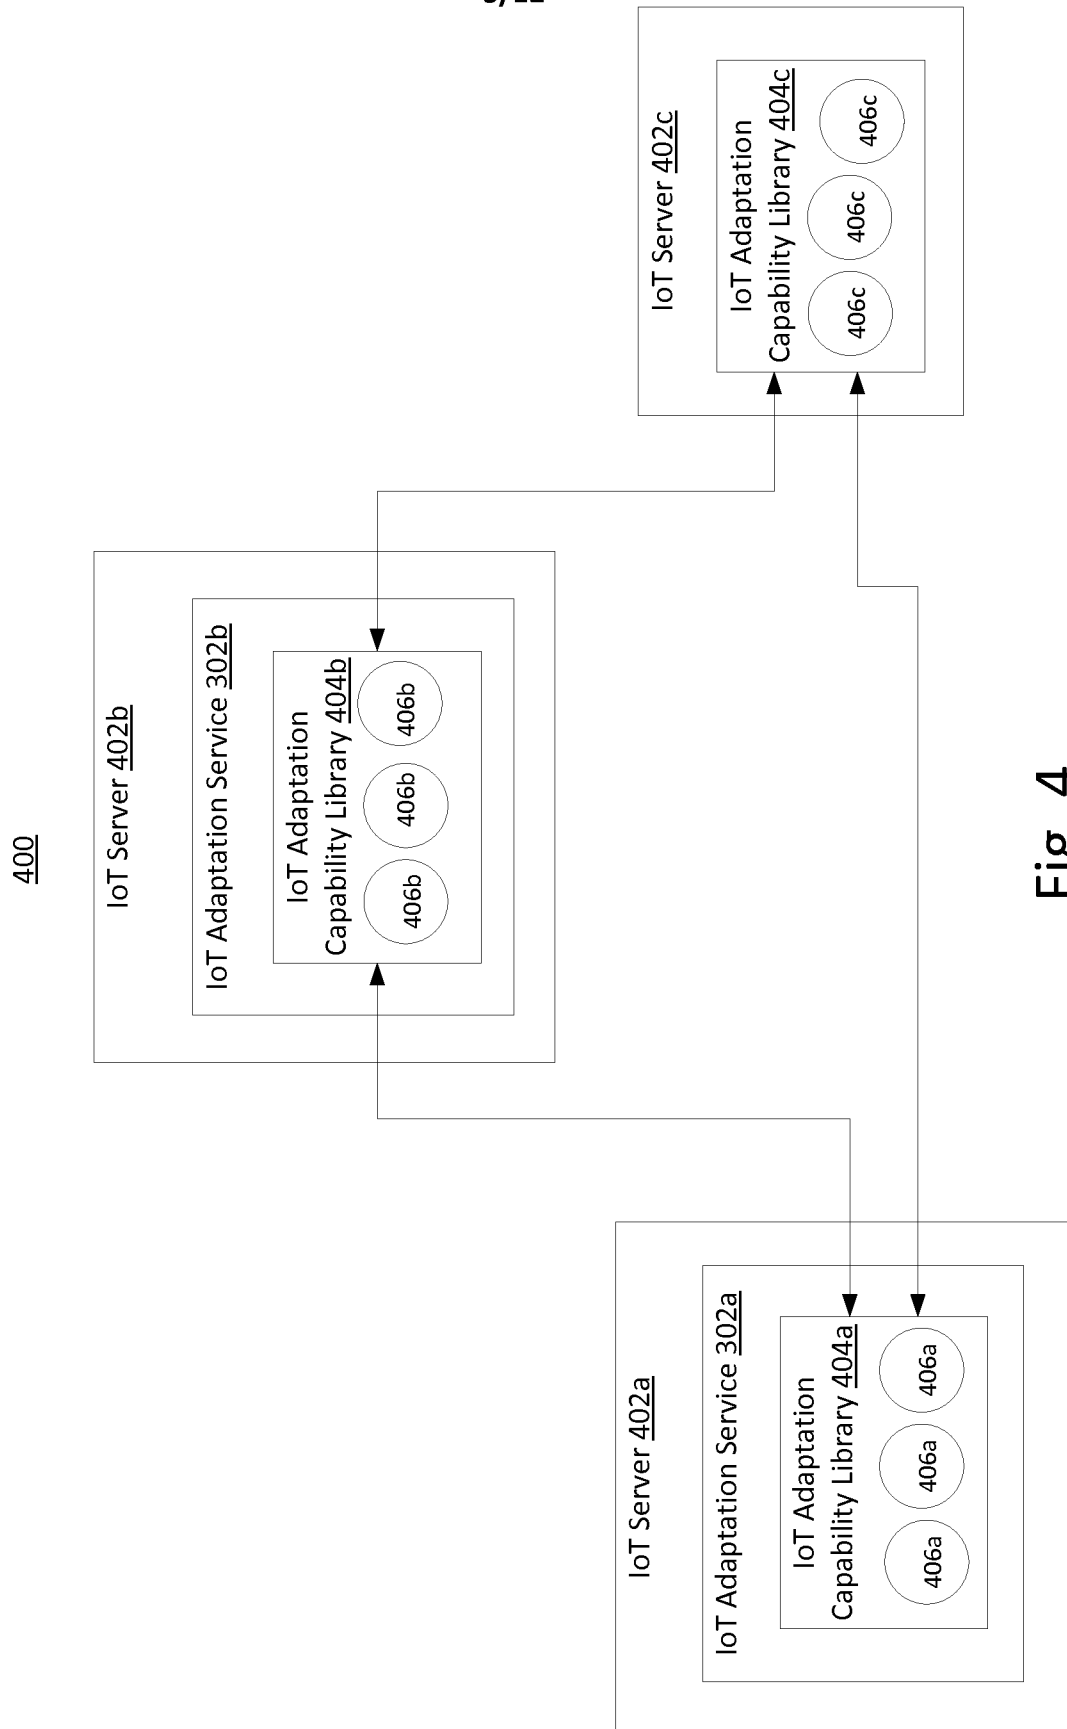 400
IoT Server 402b
IoT Adaptation Service 302b
IoT Adaptation
Capability Library 404b
406b
406b
406b
IoT Server 402a
IoT Adaptation Service 302a
IoT Adaptation
Capability Library 404a
406a
406a
406a
IoT Server 402c
IoT Adaptation
Capability Library 404c
406c
406c
406c
Fig. 4